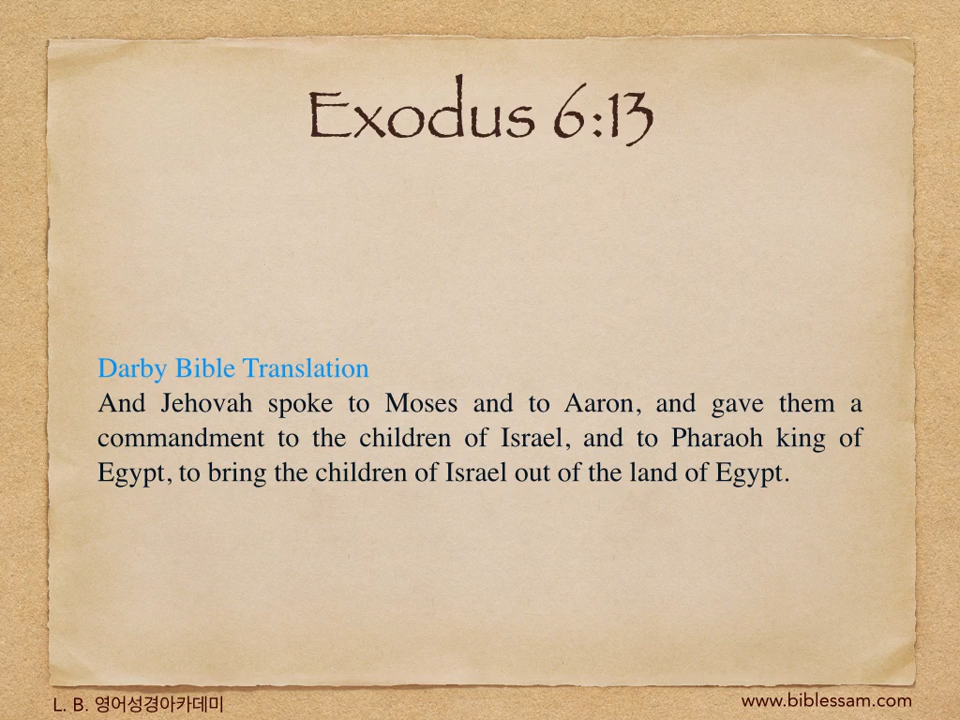 Exodus 6:13
Darby Bible Translation
And Jehovah spoke to Moses and to Aaron, and gave them a
commandment to the children of Israel, and to Pharaoh king of
Egypt, to bring the children of Israel out of the land of Egypt.
L. B. 영어성경아카데미
www.biblessam.com